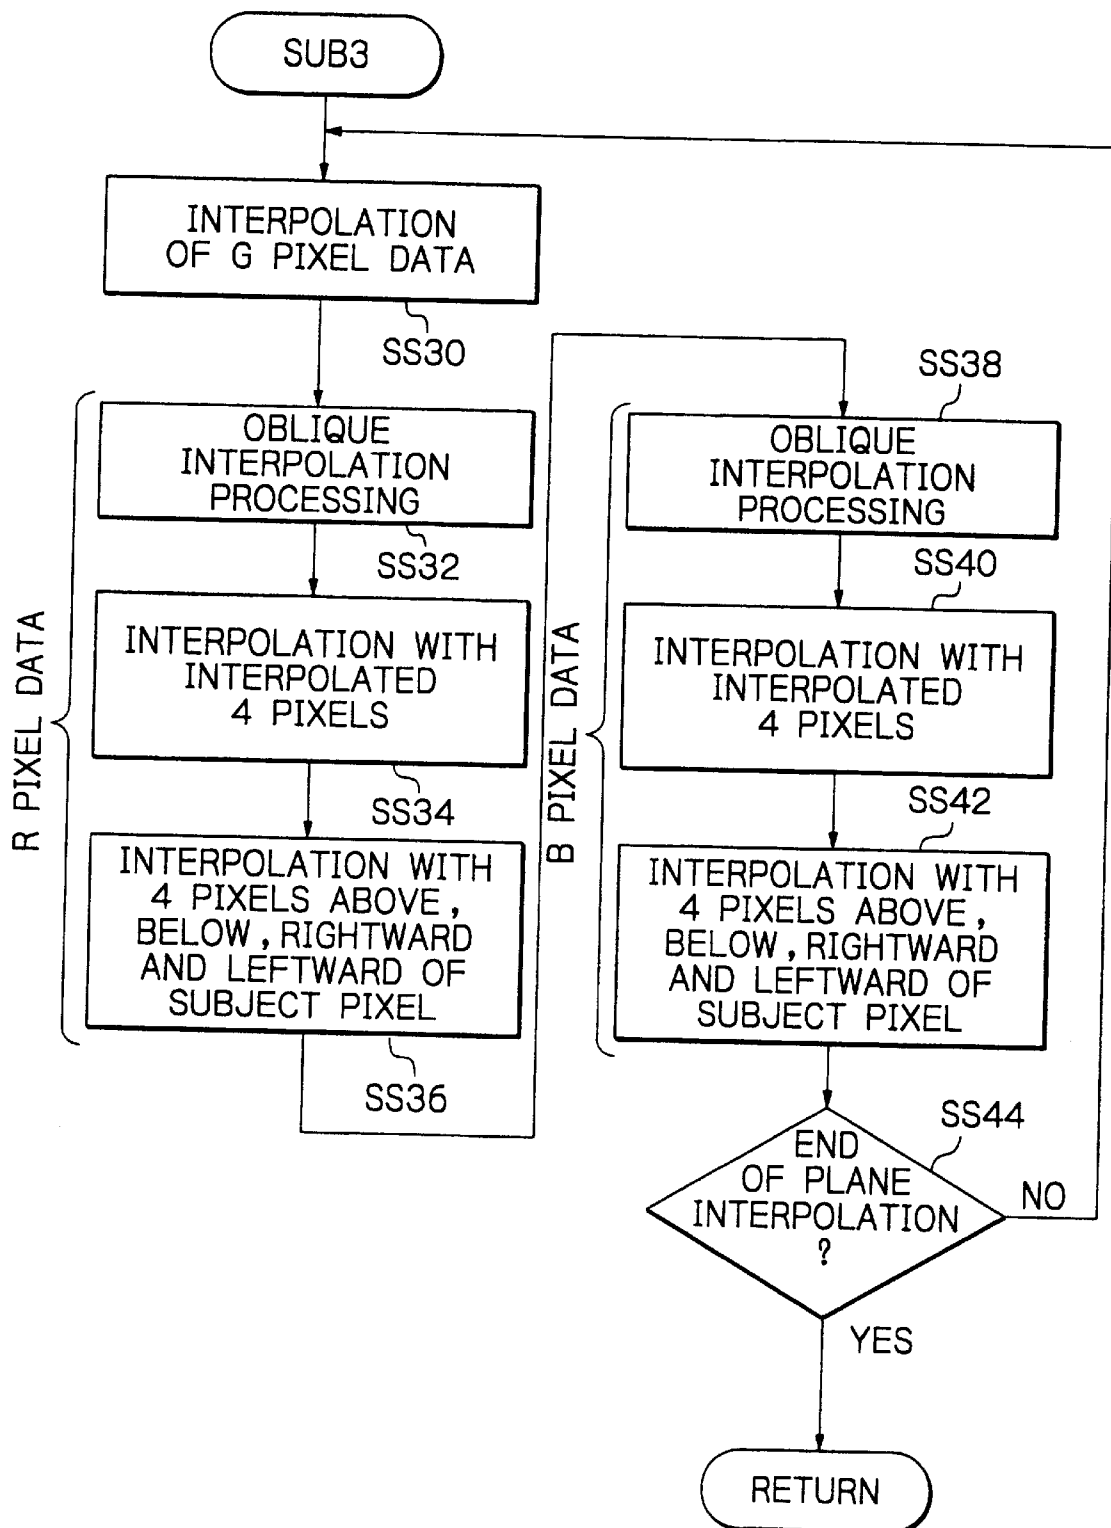 SUB3
INTERPOLATION
OF G PIXEL DATA
SS30
R PIXEL DATA
OBLIQUE
INTERPOLATION
PROCESSING
SS32
INTERPOLATION WITH
INTERPOLATED
4 PIXELS
SS34
INTERPOLATION WITH
4 PIXELS ABOVE,
BELOW, RIGHTWARD
AND LEFTWARD OF
SUBJECT PIXEL
SS36
B PIXEL DATA
SS38
OBLIQUE
INTERPOLATION
PROCESSING
SS40
INTERPOLATION WITH
INTERPOLATED
4 PIXELS
SS42
INTERPOLATION WITH
4 PIXELS ABOVE,
BELOW, RIGHTWARD
AND LEFTWARD OF
SUBJECT PIXEL
SS44
END
OF PLANE
INTERPOLATION
?
NO
YES
RETURN